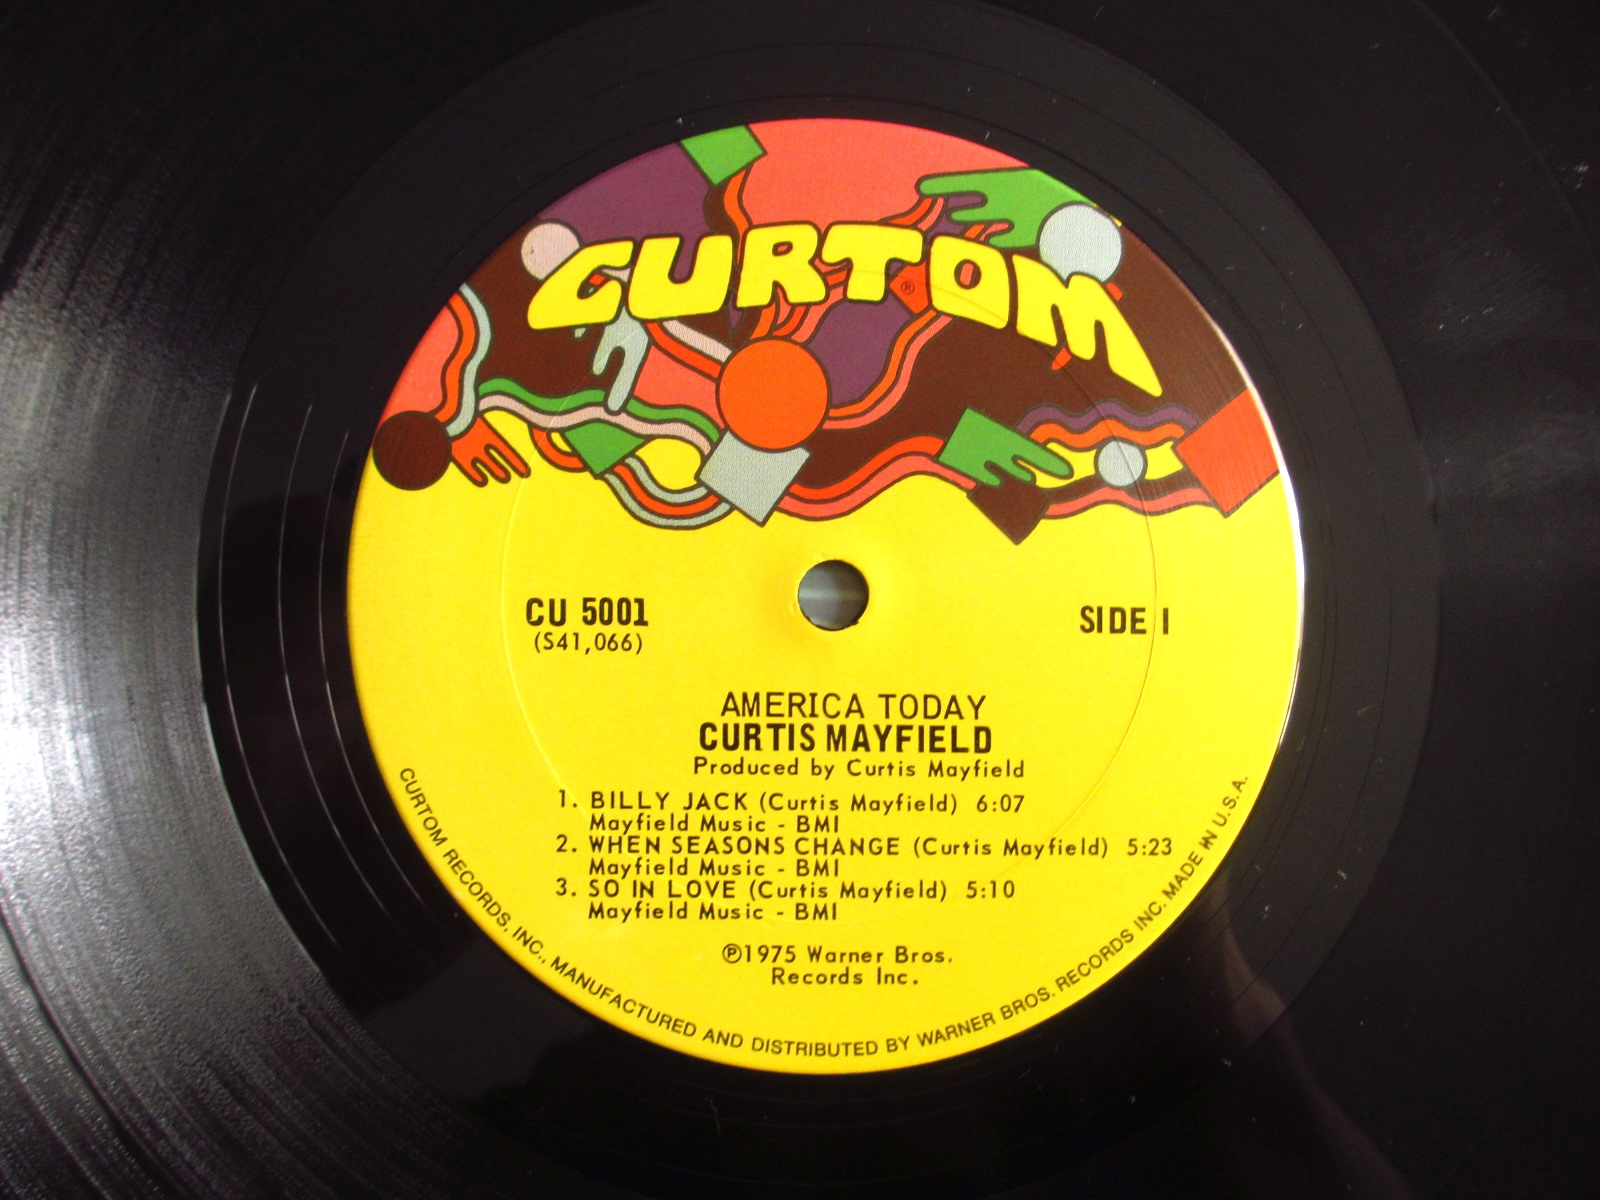 CURTOM
®
CU 5001
(S41,066)
SIDE 1
AMERICA TODAY
CURTIS MAYFIELD
Produced by Curtis Mayfield
1. BILLY JACK (Curtis Mayfield) 6:07
Mayfield Music - BMI
2. WHEN SEASONS CHANGE (Curtis Mayfield) 5:23
Mayfield Music - BMI
3. SO IN LOVE (Curtis Mayfield) 5:10
Mayfield Music - BMI
℗1975 Warner Bros.
Records Inc.
CURTOM RECORDS, INC., MANUFACTURED AND DISTRIBUTED BY WARNER BROS. RECORDS INC. MADE IN U.S.A.